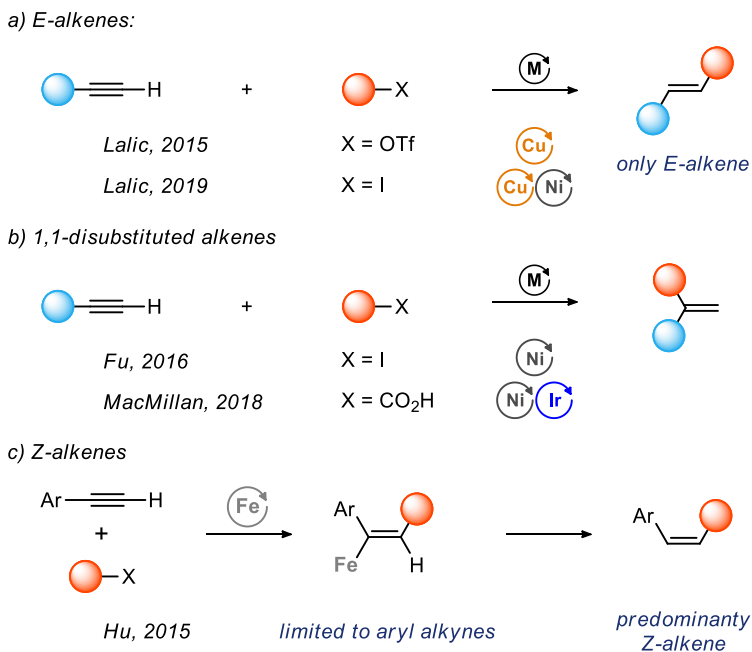 a) E-alkenes:
H + X M
Lalic, 2015 X = OTf Cu only E-alkene
Lalic, 2019 X = I Cu Ni
b) 1,1-disubstituted alkenes
H + X M
Fu, 2016 X = I Ni
MacMillan, 2018 X = CO2H Ni Ir
c) Z-alkenes
Ar H Fe Ar Ar
+ Fe H
X
Hu, 2015 limited to aryl alkynes predominanty
Z-alkene